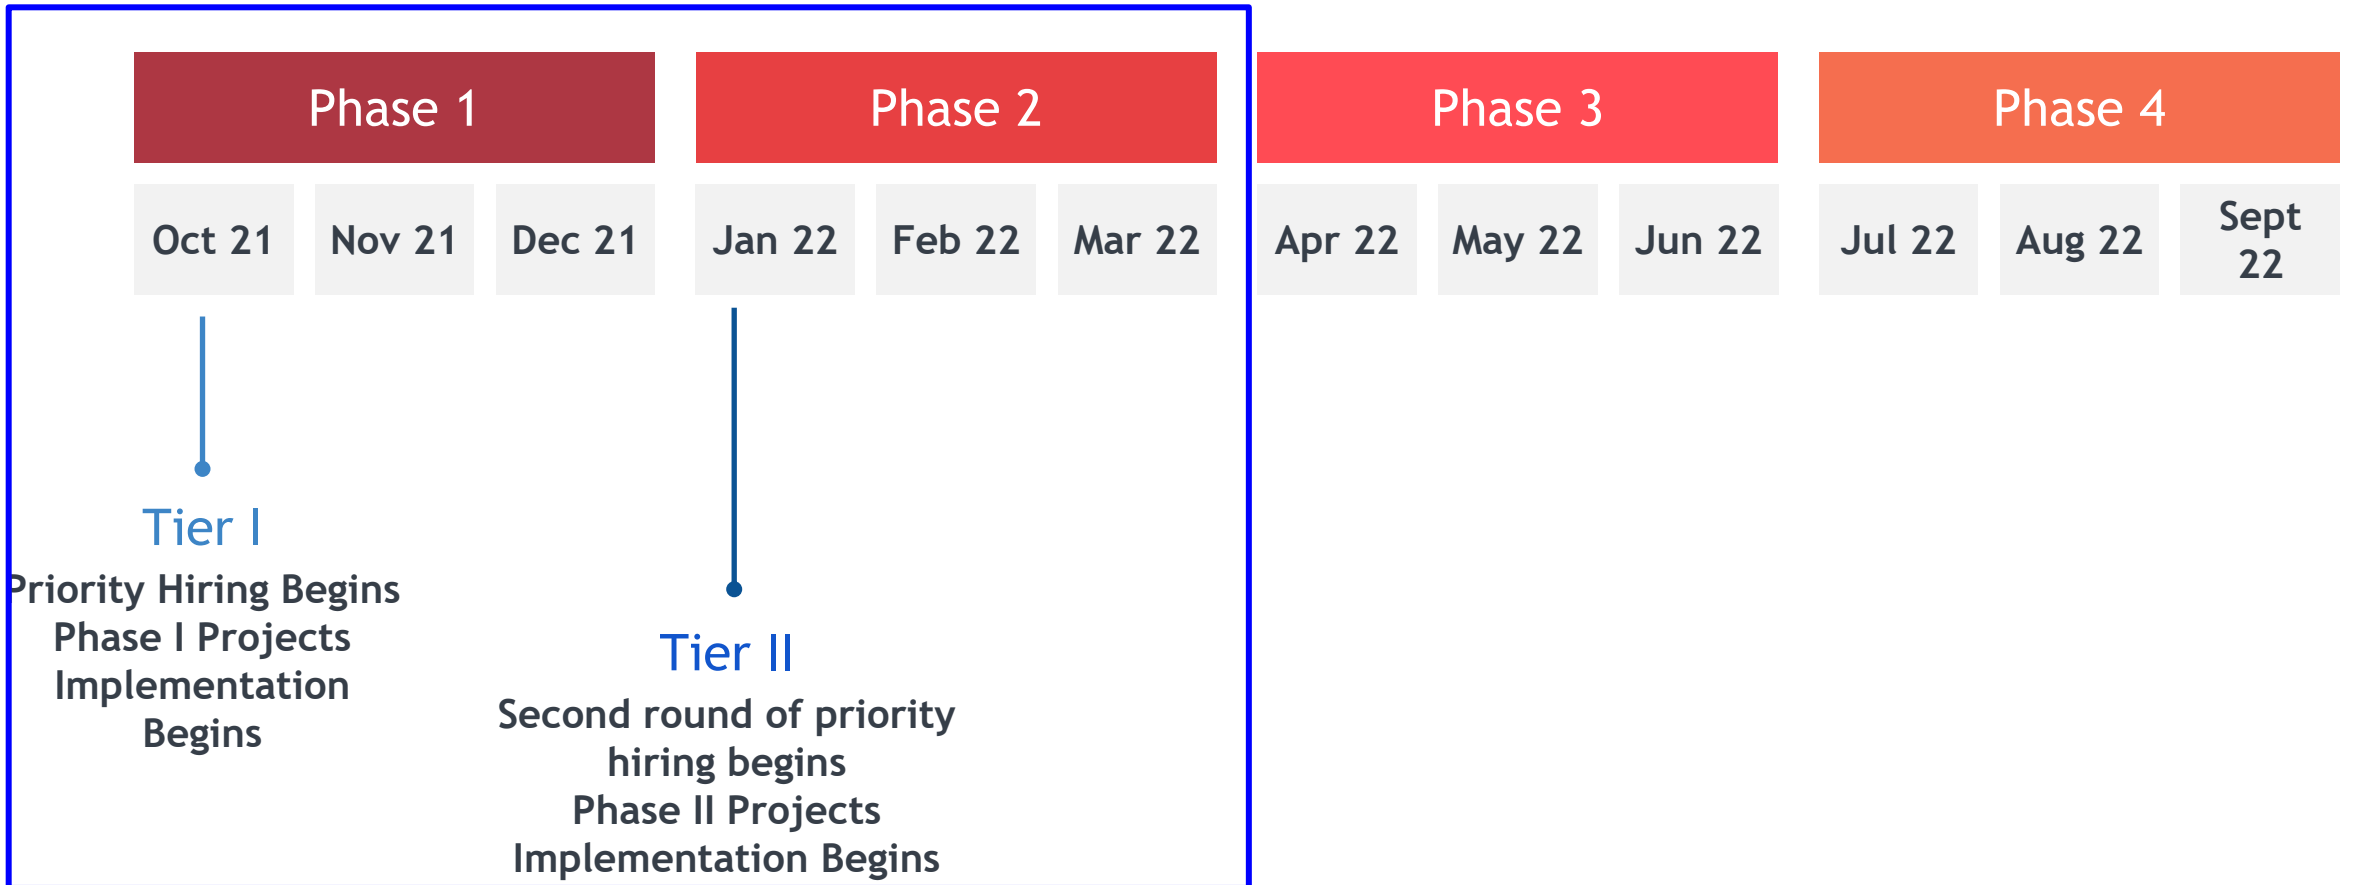 Phase 1
Phase 2
Phase 3
Phase 4
Oct 21
Nov 21
Dec 21
Jan 22
Feb 22
Mar 22
Apr 22
May 22
Jun 22
Jul 22
Aug 22
Sept
22
Tier I
Priority Hiring Begins
Phase I Projects
Implementation
Begins
Tier II
Second round of priority
hiring begins
Phase II Projects
Implementation Begins